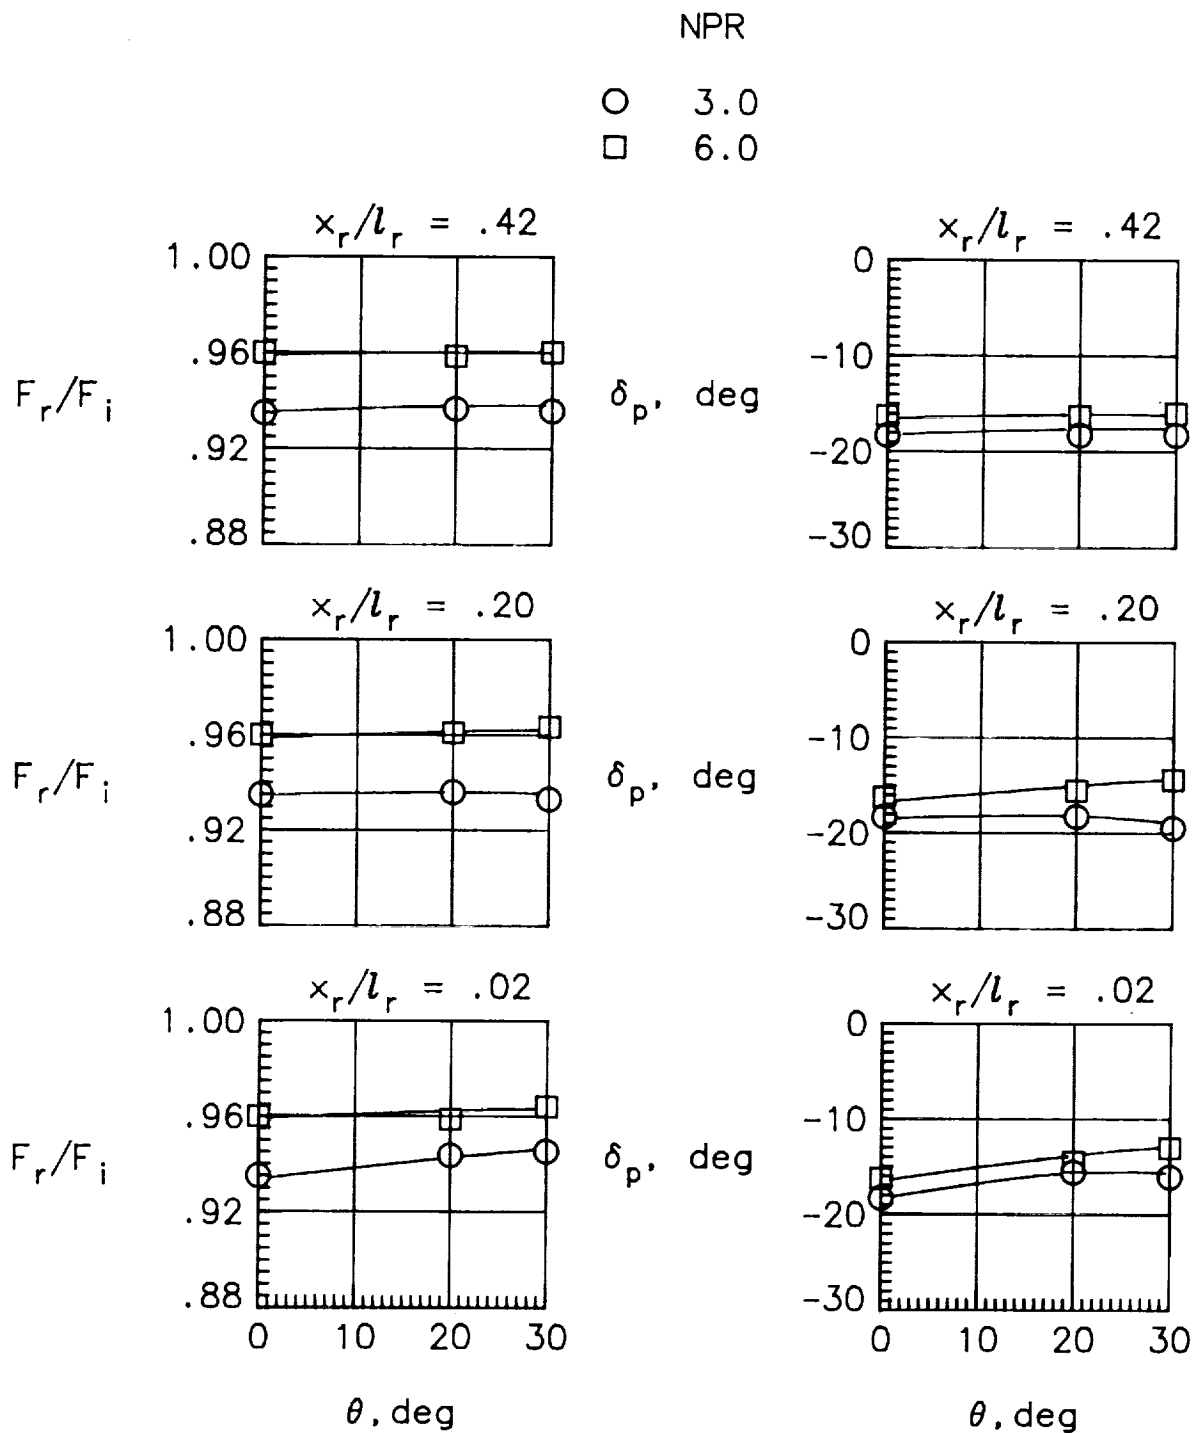 NPR
3.0
6.0
x_r/l_r = .42
1.00
.96
.92
.88
F_r/F_i
x_r/l_r = .42
0
-10
-20
-30
δ_p, deg
x_r/l_r = .20
1.00
.96
.92
.88
F_r/F_i
x_r/l_r = .20
0
-10
-20
-30
δ_p, deg
x_r/l_r = .02
1.00
.96
.92
.88
F_r/F_i
0 10 20 30
θ, deg
x_r/l_r = .02
0
-10
-20
-30
δ_p, deg
0 10 20 30
θ, deg